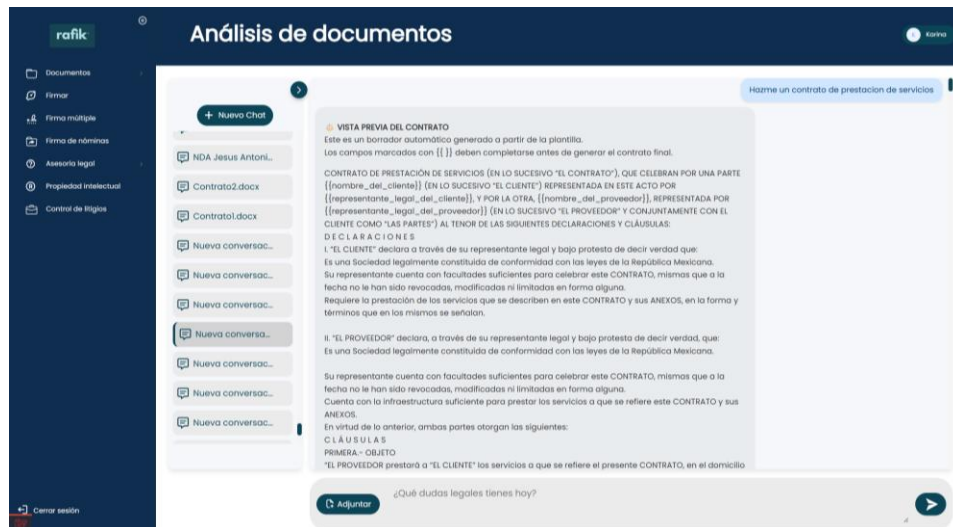 rafik
Análisis de documentos
Karina
Documentos
Firmar
Firma múltiple
Firma de nóminas
Asesoría legal
Propiedad intelectual
Control de litigios
Cerrar sesión
+ Nuevo Chat
NDA Jesus Antoni...
Contrato2.docx
Contrato1.docx
Nueva conversac...
Nueva conversac...
Nueva conversac...
Nueva conversa...
Nueva conversac...
Nueva conversac...
Nueva conversac...
Hazme un contrato de prestacion de servicios
VISTA PREVIA DEL CONTRATO
Este es un borrador automático generado a partir de la plantilla.
Los campos marcados con {{ }} deben completarse antes de generar el contrato final.
CONTRATO DE PRESTACIÓN DE SERVICIOS (EN LO SUCESIVO "EL CONTRATO"), QUE CELEBRAN POR UNA PARTE
{{nombre_del_cliente}} (EN LO SUCESIVO "EL CLIENTE") REPRESENTADA EN ESTE ACTO POR
{{representante_legal_del_cliente}}, Y POR LA OTRA, {{nombre_del_proveedor}}, REPRESENTADA POR
{{representante_legal_del_proveedor}} (EN LO SUCESIVO "EL PROVEEDOR" Y CONJUNTAMENTE CON EL
CLIENTE COMO "LAS PARTES") AL TENOR DE LAS SIGUIENTES DECLARACIONES Y CLÁUSULAS:
D E C L A R A C I O N E S
I. "EL CLIENTE" declara a través de su representante legal y bajo protesta de decir verdad que:
Es una Sociedad legalmente constituida de conformidad con las leyes de la República Mexicana.
Su representante cuenta con facultades suficientes para celebrar este CONTRATO, mismas que a la
fecha no le han sido revocadas, modificadas ni limitadas en forma alguna.
Requiere la prestación de los servicios que se describen en este CONTRATO y sus ANEXOS, en la forma y
términos que en los mismos se señalan.
II. "EL PROVEEDOR" declara, a través de su representante legal y bajo protesta de decir verdad, que:
Es una Sociedad legalmente constituida de conformidad con las leyes de la República Mexicana.
Su representante cuenta con facultades suficientes para celebrar este CONTRATO, mismas que a la
fecha no le han sido revocadas, modificadas ni limitadas en forma alguna.
Cuenta con la infraestructura suficiente para prestar los servicios a que se refiere este CONTRATO y sus
ANEXOS.
En virtud de lo anterior, ambas partes otorgan las siguientes:
C L Á U S U L A S
PRIMERA.- OBJETO
"EL PROVEEDOR prestará a "EL CLIENTE" los servicios a que se refiere el presente CONTRATO, en el domicilio
Adjuntar
¿Qué dudas legales tienes hoy?